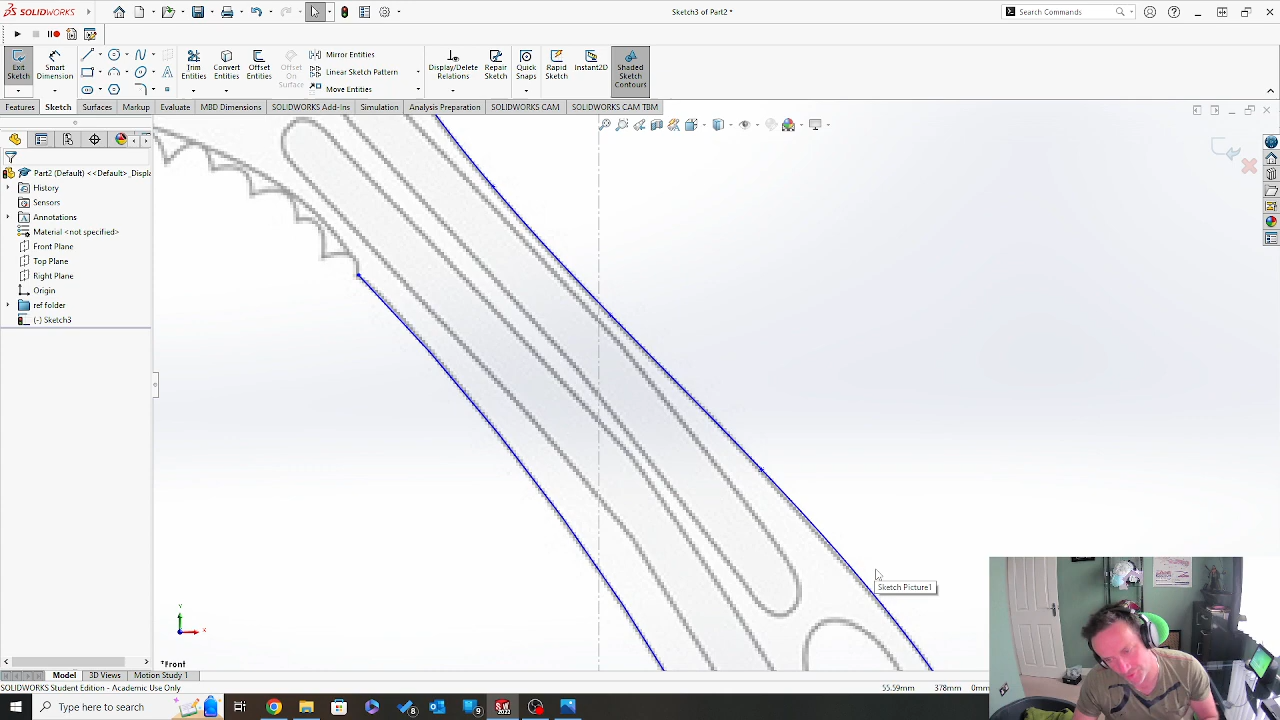 SOLIDWORKS
Sketch3 of Part2 *
Search Commands
Exit Sketch
Smart Dimension
Trim Entities
Convert Entities
Offset Entities
Offset On Surface
Mirror Entities
Linear Sketch Pattern
Move Entities
Display/Delete Relations
Repair Sketch
Quick Snaps
Rapid Sketch
Instant2D
Shaded Sketch Contours
Features Sketch Surfaces Markup Evaluate MBD Dimensions SOLIDWORKS Add-Ins Simulation Analysis Preparation SOLIDWORKS CAM SOLIDWORKS CAM TBM
Part2 (Default) <<Default>_Displa
History
Sensors
Annotations
Material <not specified>
Front Plane
Top Plane
Right Plane
Origin
ref folder
(-) Sketch3
Sketch Picture1
Y
X
*Front
Model 3D Views Motion Study 1
SOLIDWORKS Student Edition - Academic Use Only
55.59mm 378mm 0mm
Type here to search